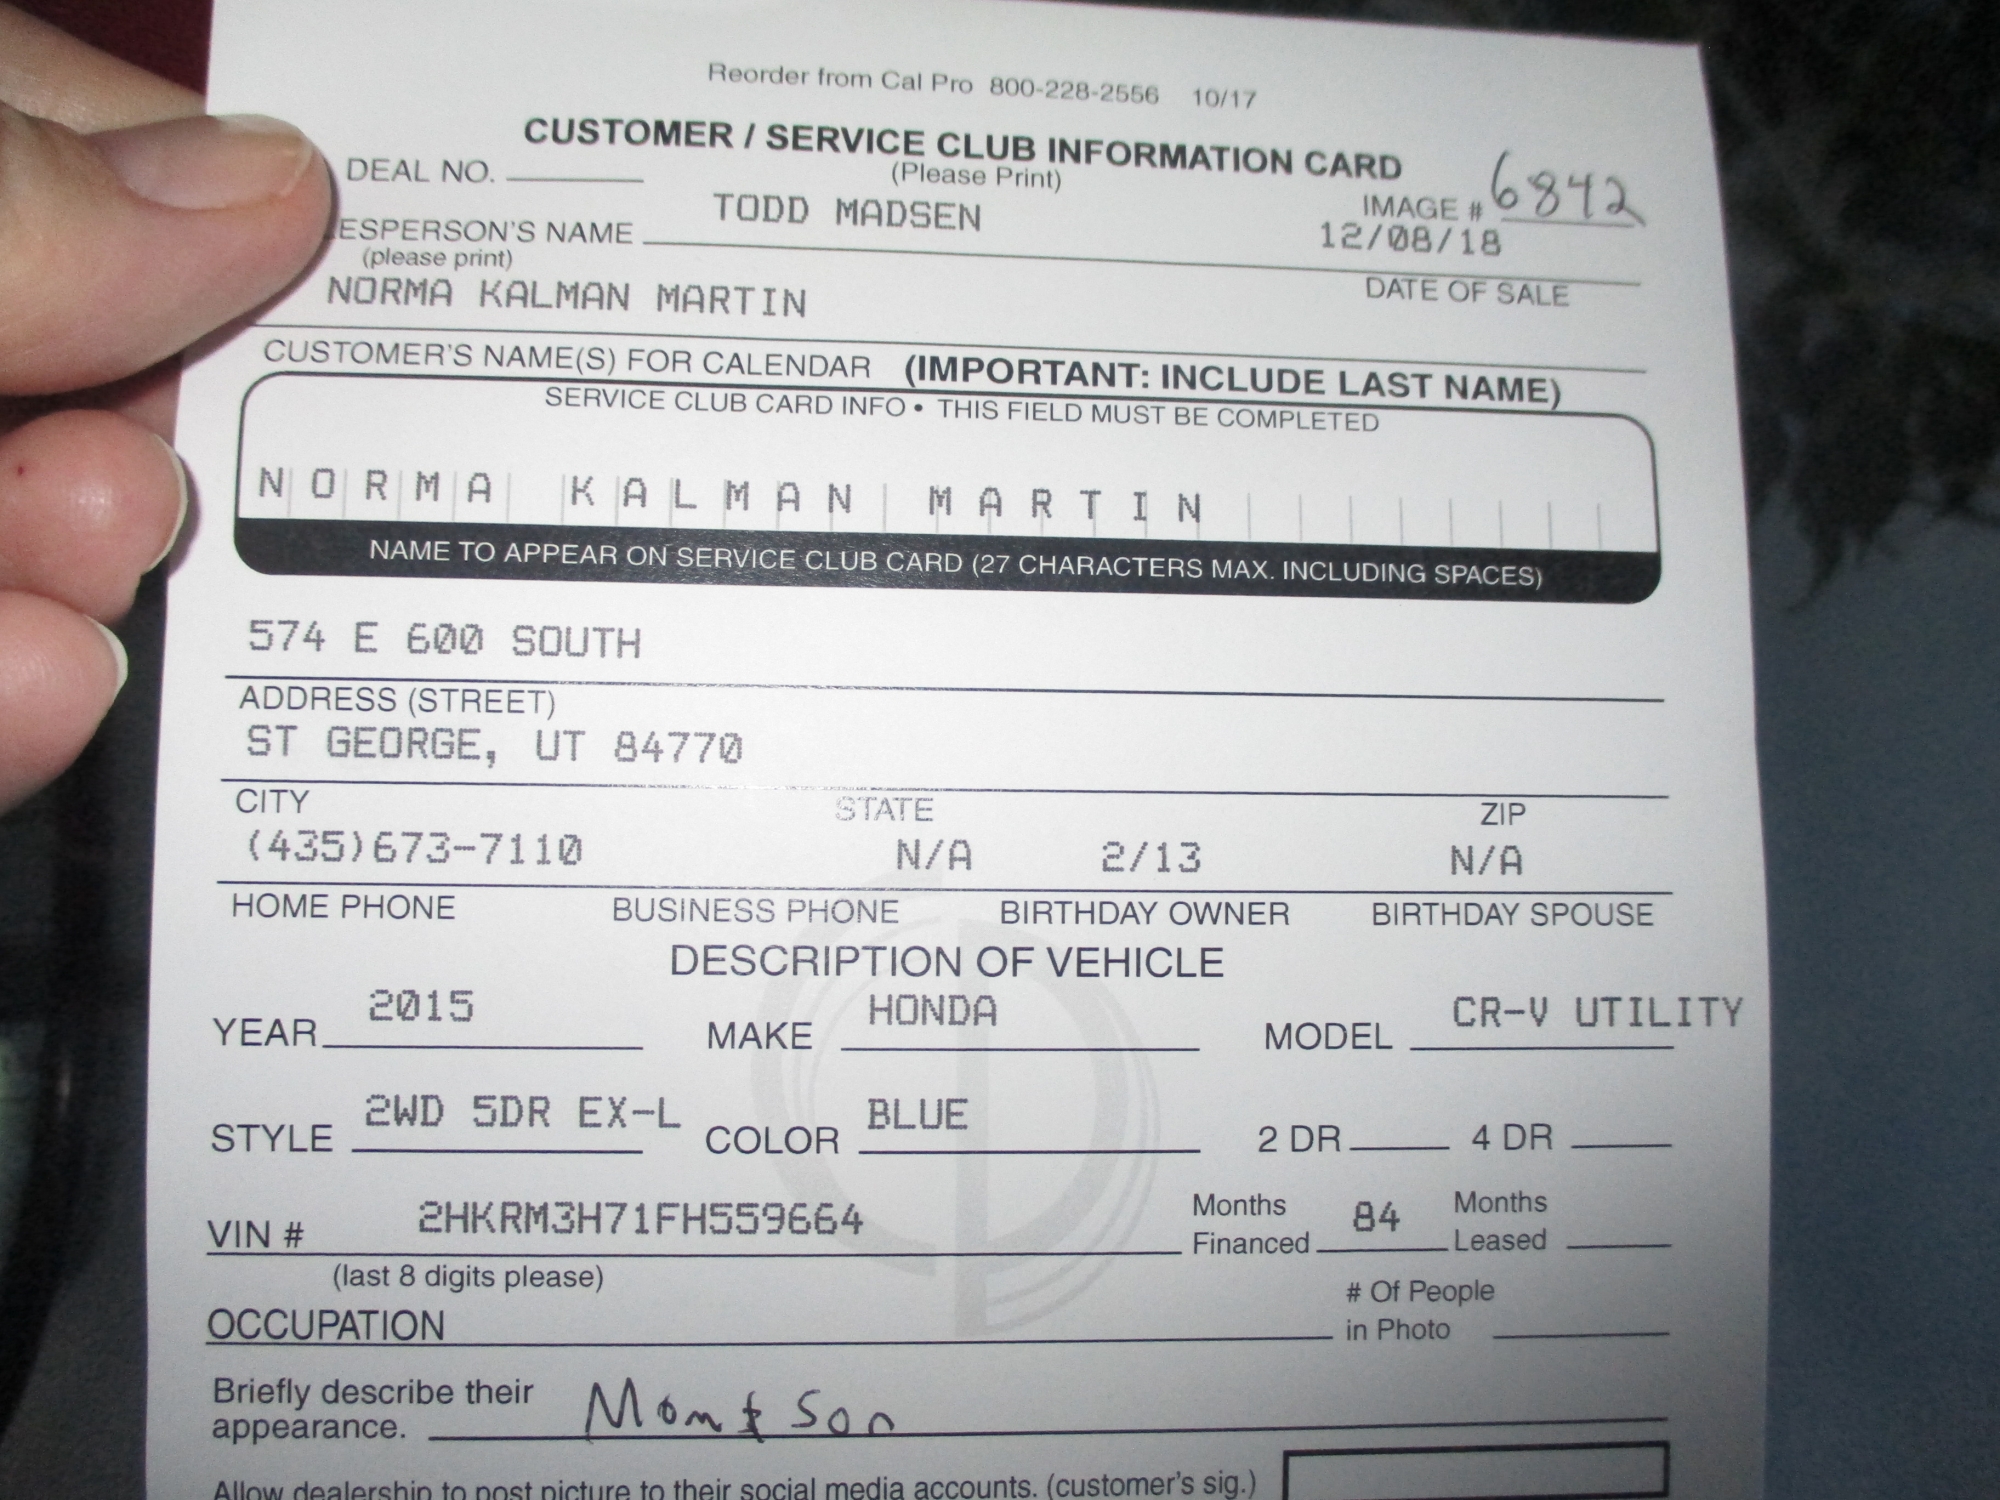 Reorder from Cal Pro 800-228-2556 10/17
CUSTOMER / SERVICE CLUB INFORMATION CARD
(Please Print)
DEAL NO.
IMAGE # 6842
TODD MADSEN
ESPERSON'S NAME
12/08/18
(please print)
DATE OF SALE
NORMA KALMAN MARTIN
CUSTOMER'S NAME(S) FOR CALENDAR (IMPORTANT: INCLUDE LAST NAME)
SERVICE CLUB CARD INFO • THIS FIELD MUST BE COMPLETED
NORMA KALMAN MARTIN
NAME TO APPEAR ON SERVICE CLUB CARD (27 CHARACTERS MAX. INCLUDING SPACES)
574 E 600 SOUTH
ADDRESS (STREET)
ST GEORGE, UT 84770
CITY STATE ZIP
(435)673-7110 N/A 2/13 N/A
HOME PHONE BUSINESS PHONE BIRTHDAY OWNER BIRTHDAY SPOUSE
DESCRIPTION OF VEHICLE
YEAR 2015 MAKE HONDA MODEL CR-V UTILITY
STYLE 2WD 5DR EX-L COLOR BLUE 2 DR 4 DR
VIN # 2HKRM3H71FH559664 Months Financed 84 Months Leased
(last 8 digits please)
OCCUPATION # Of People in Photo
Briefly describe their
appearance. Mom & Son
Allow dealership to post picture to their social media accounts. (customer's sig.)